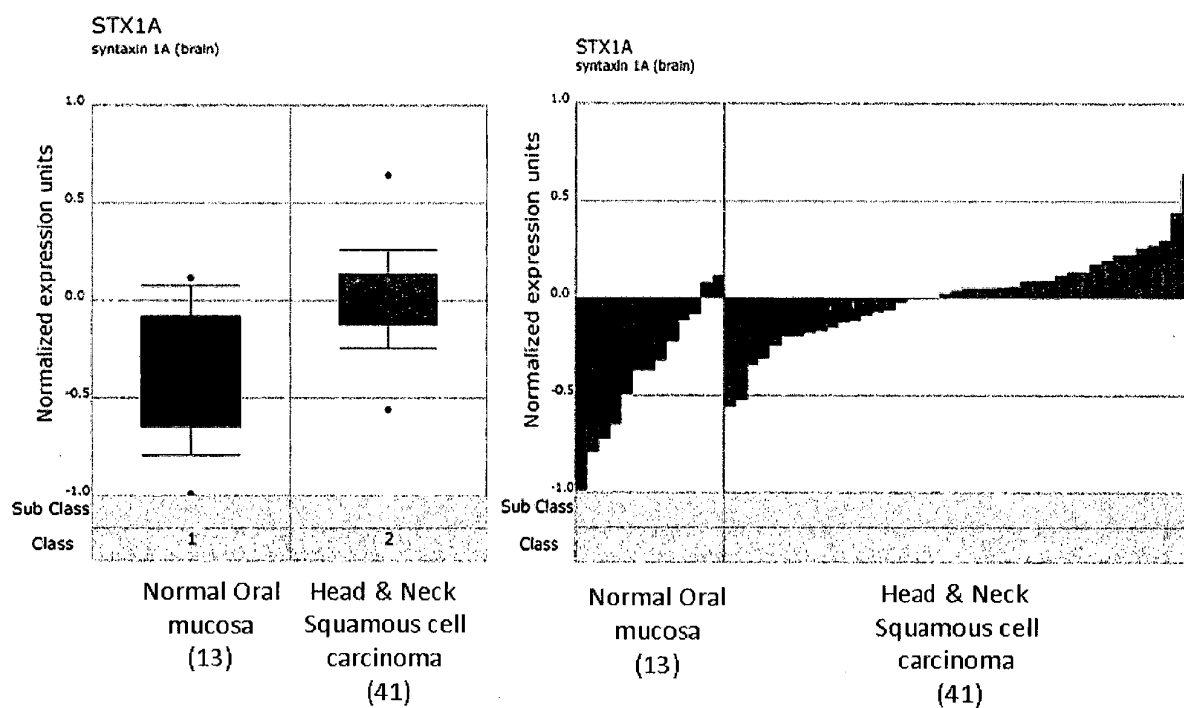 STX1A
syntaxin 1A (brain)
Normalized expression units
1.0
0.5
0.0
-0.5
-1.0
Sub Class
Class
1
2
Normal Oral
mucosa
(13)
Head & Neck
Squamous cell
carcinoma
(41)
STX1A
syntaxin 1A (brain)
Normalized expression units
1.0
0.5
0.0
-0.5
-1.0
Sub Class
Class
Normal Oral
mucosa
(13)
Head & Neck
Squamous cell
carcinoma
(41)